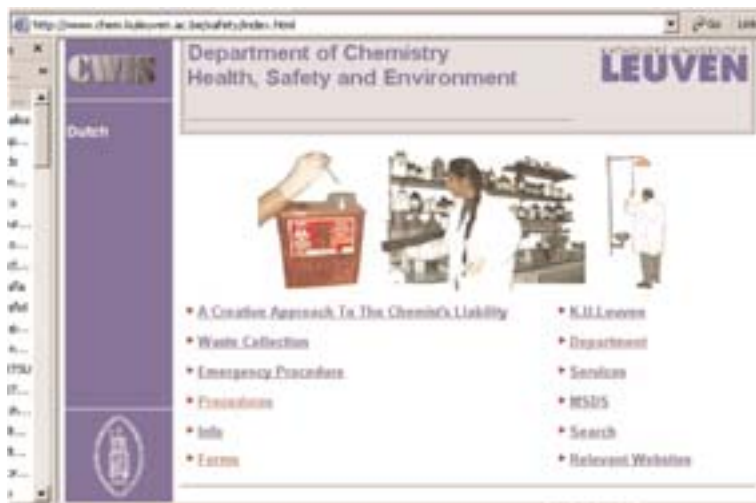 http://www.chem.kuleuven.ac.be/safety/index.html
Go
CWIS
Department of Chemistry
Health, Safety and Environment
LEUVEN
Dutch
A Creative Approach To The Chemist's Liability
Waste Collection
Emergency Procedure
Procedures
Info
Forms
K.U.Leuven
Department
Services
MSDS
Search
Relevant Websites